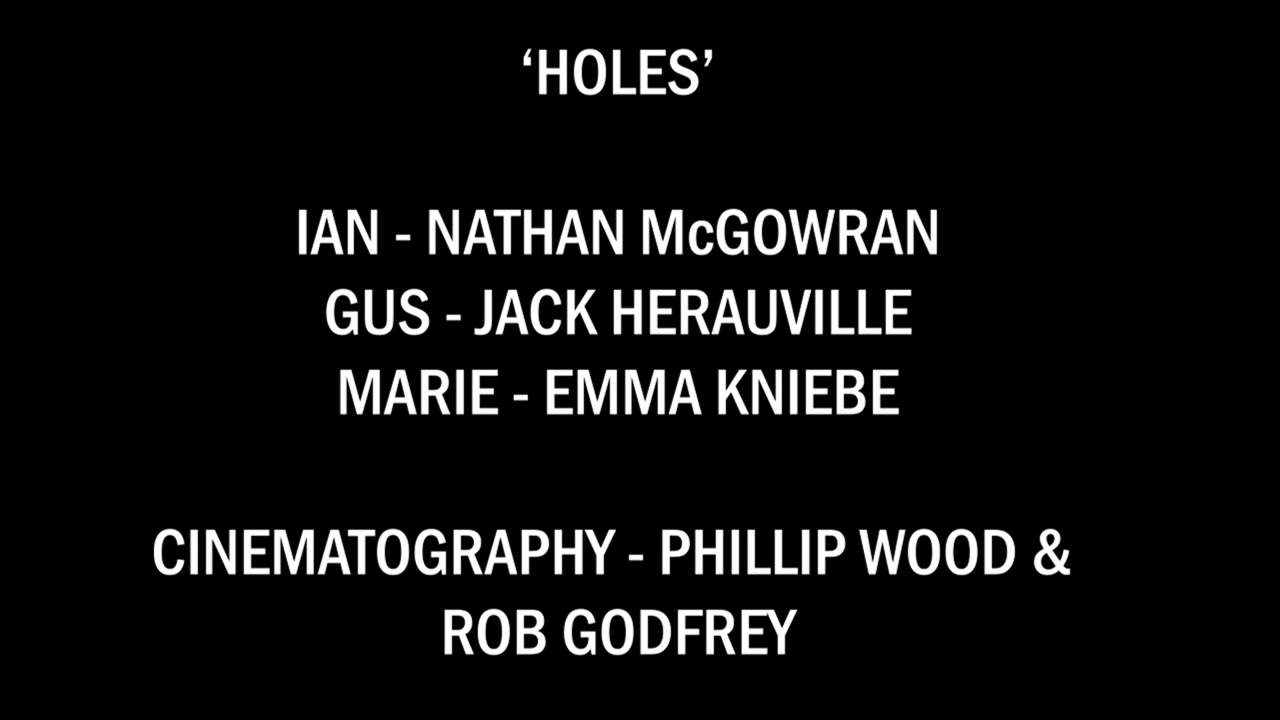 ‘HOLES’
IAN - NATHAN McGOWRAN
GUS - JACK HERAUVILLE
MARIE - EMMA KNIEBE
CINEMATOGRAPHY - PHILLIP WOOD &
ROB GODFREY